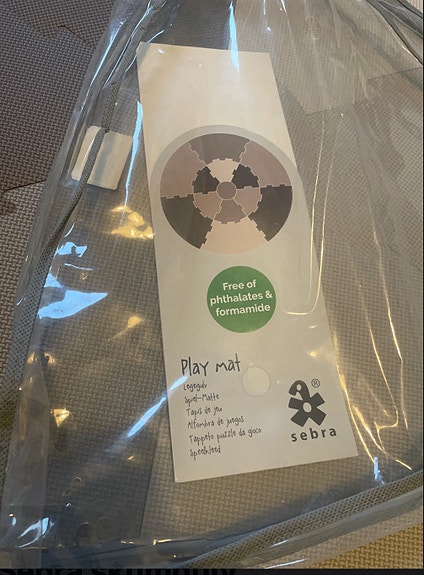 Free of
phthalates &
formamide
Play mat
Legegulv
Spiel-Matte
Tapis de jeu
Alfombra de juegos
Tappeto puzzle da gioco
Speelkleed
®
sebra